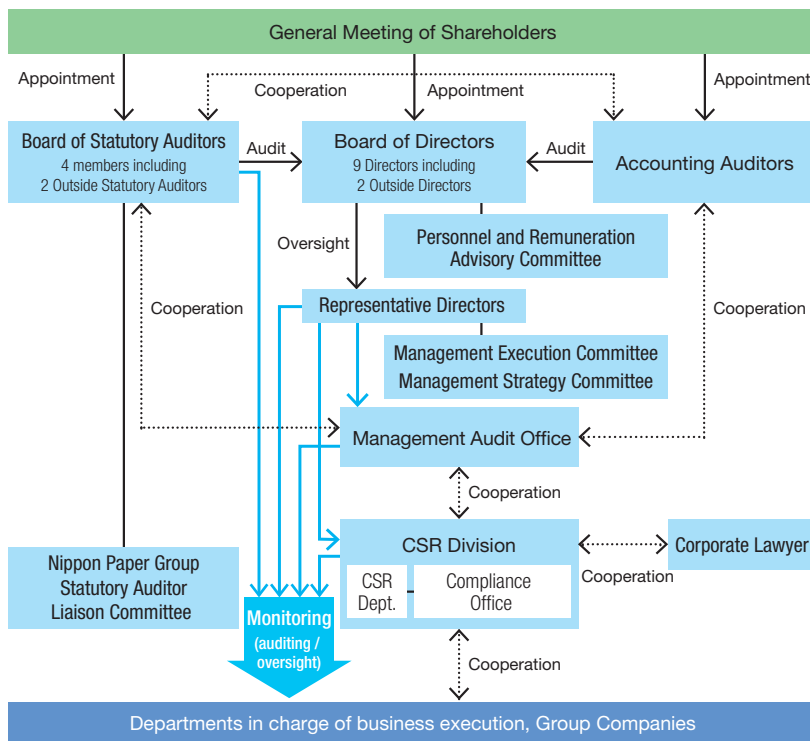 General Meeting of Shareholders
Appointment
Cooperation
Appointment
Appointment
Board of Statutory Auditors
4 members including
2 Outside Statutory Auditors
Audit
Board of Directors
9 Directors including
2 Outside Directors
Audit
Accounting Auditors
Oversight
Personnel and Remuneration
Advisory Committee
Cooperation
Representative Directors
Cooperation
Management Execution Committee
Management Strategy Committee
Management Audit Office
Cooperation
Nippon Paper Group
Statutory Auditor
Liaison Committee
CSR Division
CSR
Dept.
Compliance
Office
Cooperation
Corporate Lawyer
Monitoring
(auditing /
oversight)
Cooperation
Departments in charge of business execution, Group Companies